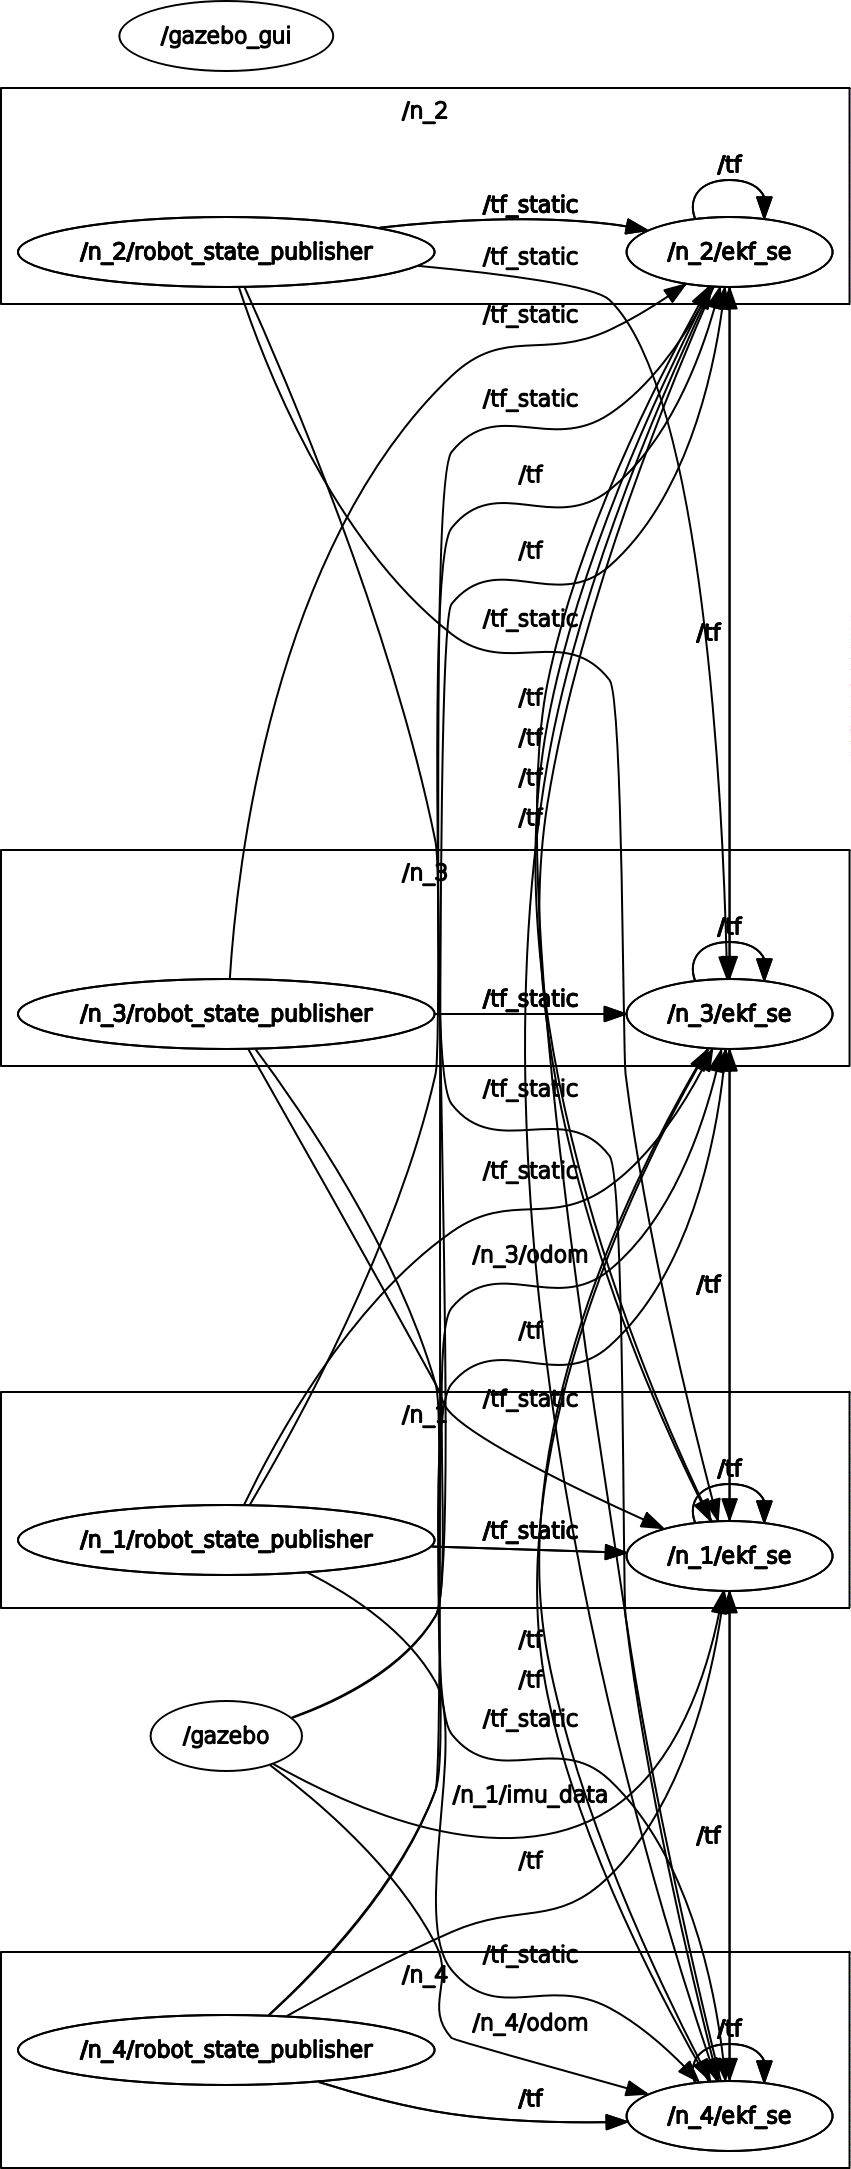 /gazebo_gui
/n_2
/tf
/tf_static
/n_2/robot_state_publisher
/n_2/ekf_se
/tf_static
/tf_static
/tf_static
/tf
/tf
/tf_static
/tf
/tf
/tf
/tf
/tf
/n_3
/tf
/tf_static
/n_3/robot_state_publisher
/n_3/ekf_se
/tf_static
/tf_static
/n_3/odom
/tf
/tf
/tf_static
/n_1
/tf
/tf_static
/n_1/robot_state_publisher
/n_1/ekf_se
/tf
/tf
/tf_static
/gazebo
/n_1/imu_data
/tf
/tf
/tf_static
/n_4
/n_4/odom
/tf
/n_4/robot_state_publisher
/tf
/n_4/ekf_se